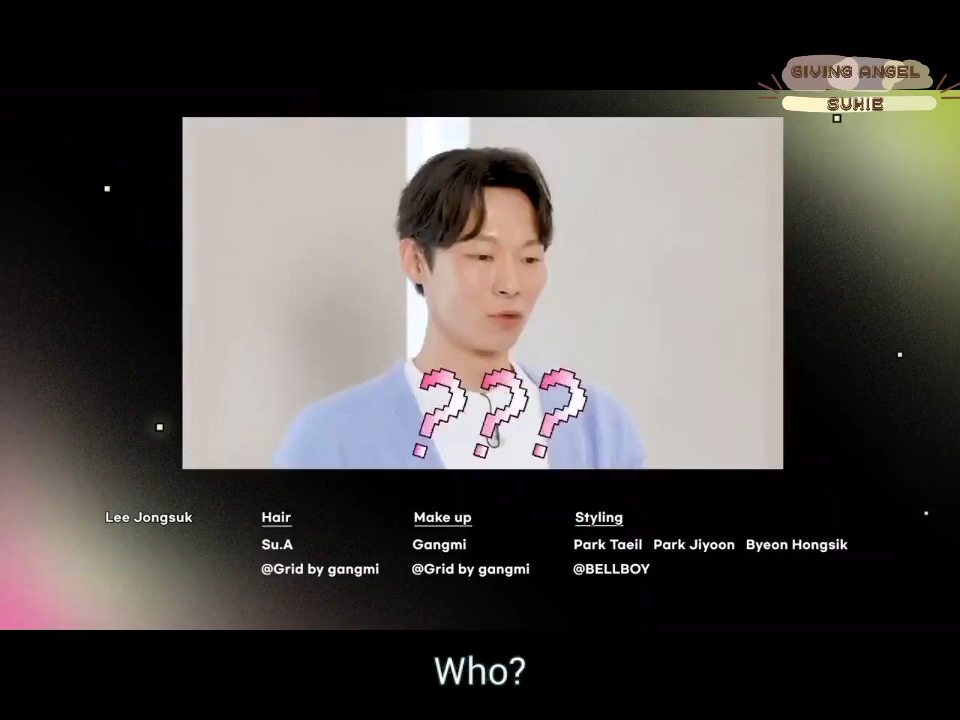 GIVING ANGEL
SUHIE
???
Lee Jongsuk
Hair
Su.A
@Grid by gangmi
Make up
Gangmi
@Grid by gangmi
Styling
Park Taeil Park Jiyoon Byeon Hongsik
@BELLBOY
Who?